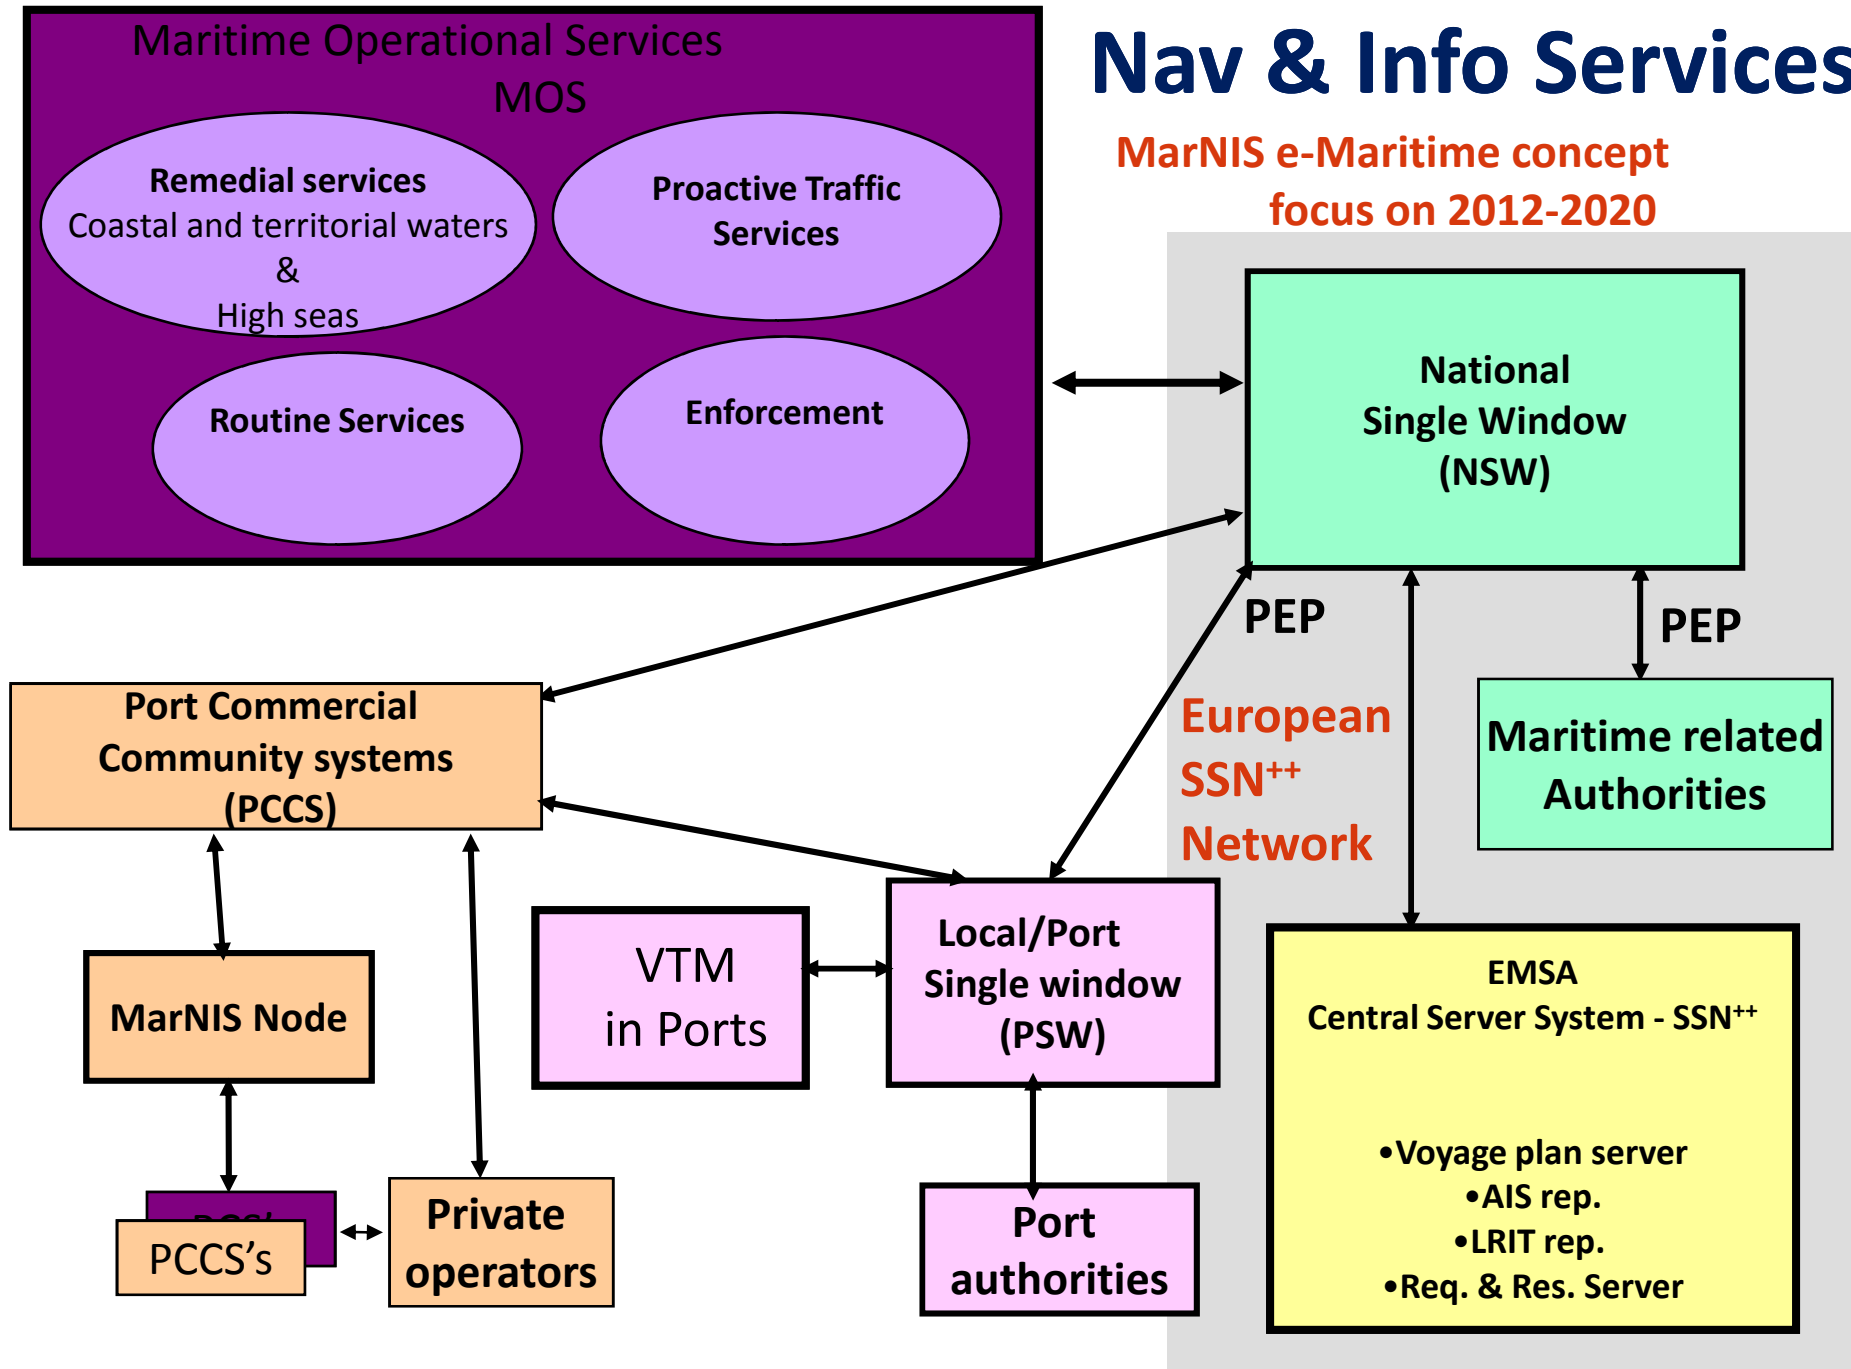 Maritime Operational Services
MOS
Nav & Info Services
MarNIS e-Maritime concept
focus on 2012-2020
Remedial services
Coastal and territorial waters
&
High seas
Proactive Traffic
Services
Routine Services
Enforcement
National
Single Window
(NSW)
PEP
PEP
European
SSN⁺⁺
Network
Maritime related
Authorities
Port Commercial
Community systems
(PCCS)
MarNIS Node
VTM
in Ports
Local/Port
Single window
(PSW)
EMSA
Central Server System - SSN⁺⁺
•Voyage plan server
•AIS rep.
•LRIT rep.
•Req. & Res. Server
PCCS's
Private
operators
Port
authorities